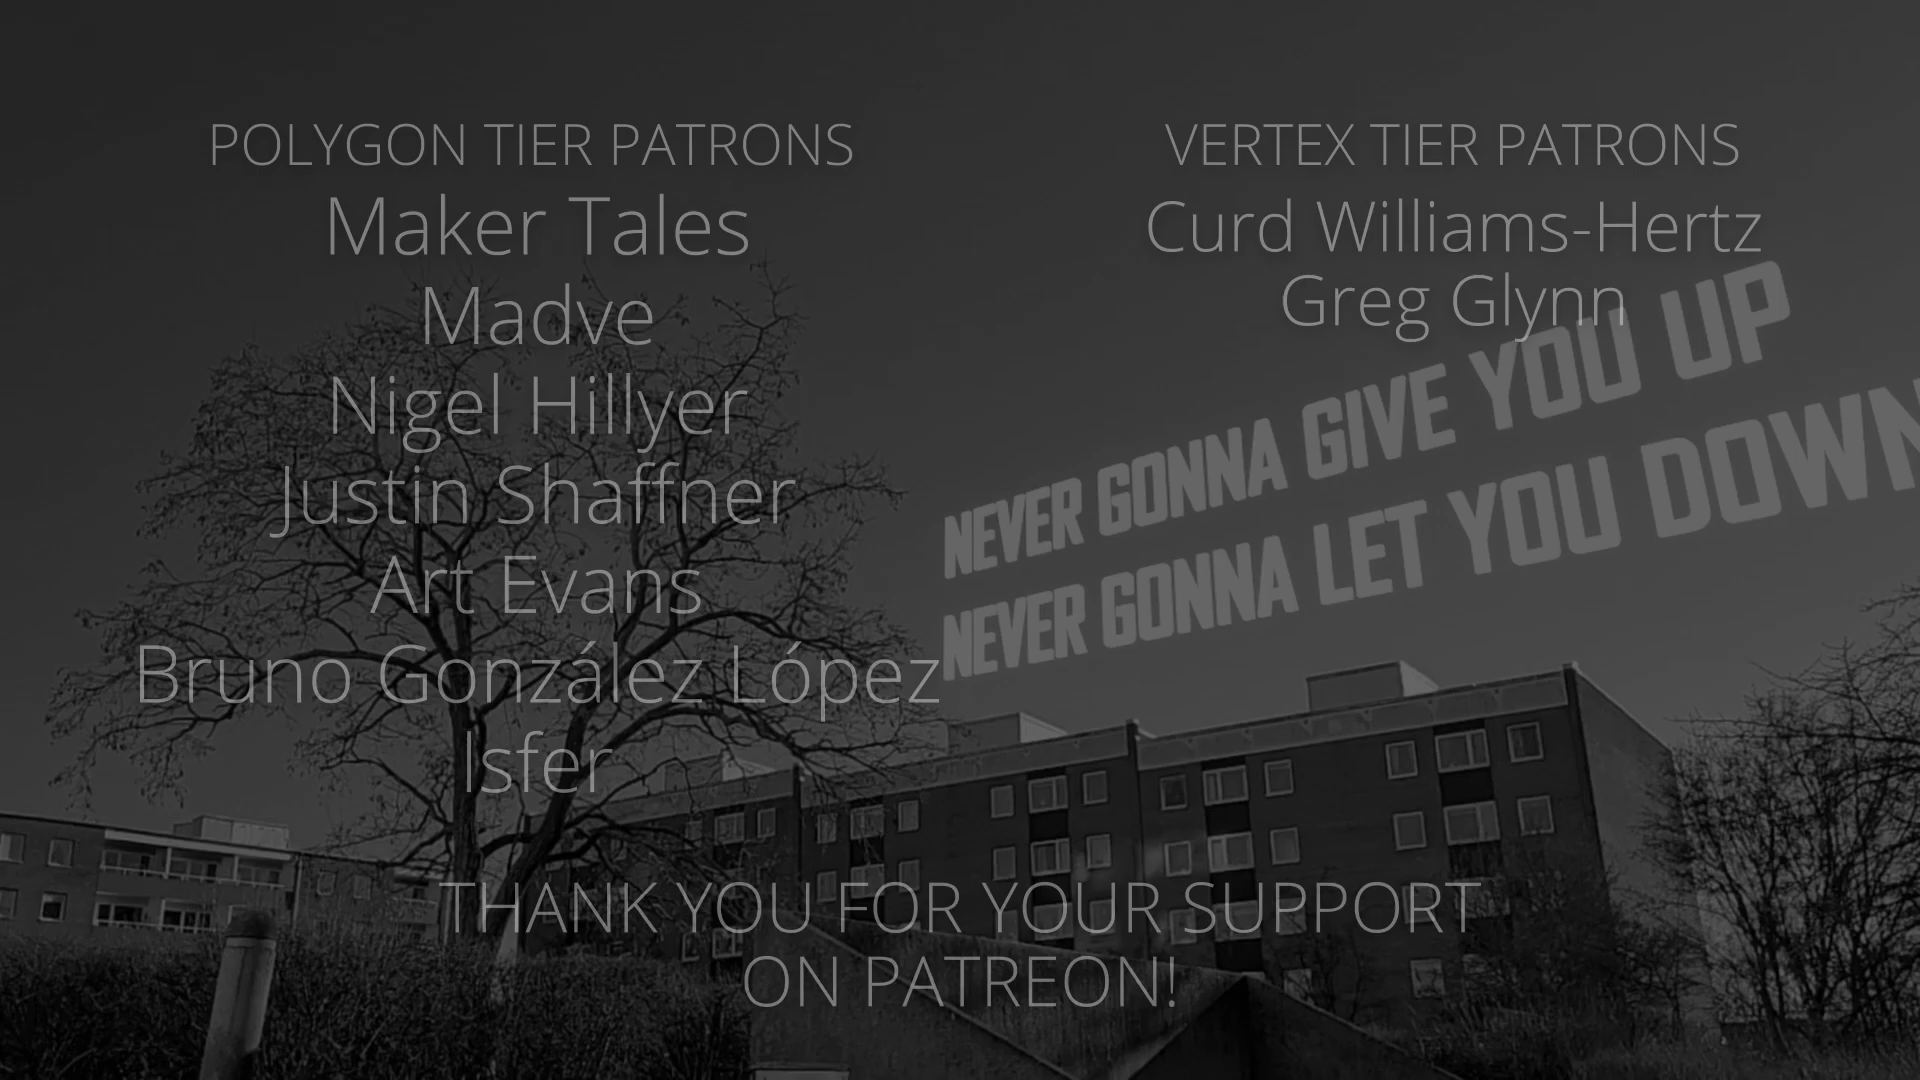 POLYGON TIER PATRONS
Maker Tales
Madve
Nigel Hillyer
Justin Shaffner
Art Evans
Bruno González López
Isfer
VERTEX TIER PATRONS
Curd Williams-Hertz
Greg Glynn
NEVER GONNA GIVE YOU UP
NEVER GONNA LET YOU DOWN
THANK YOU FOR YOUR SUPPORT
ON PATREON!